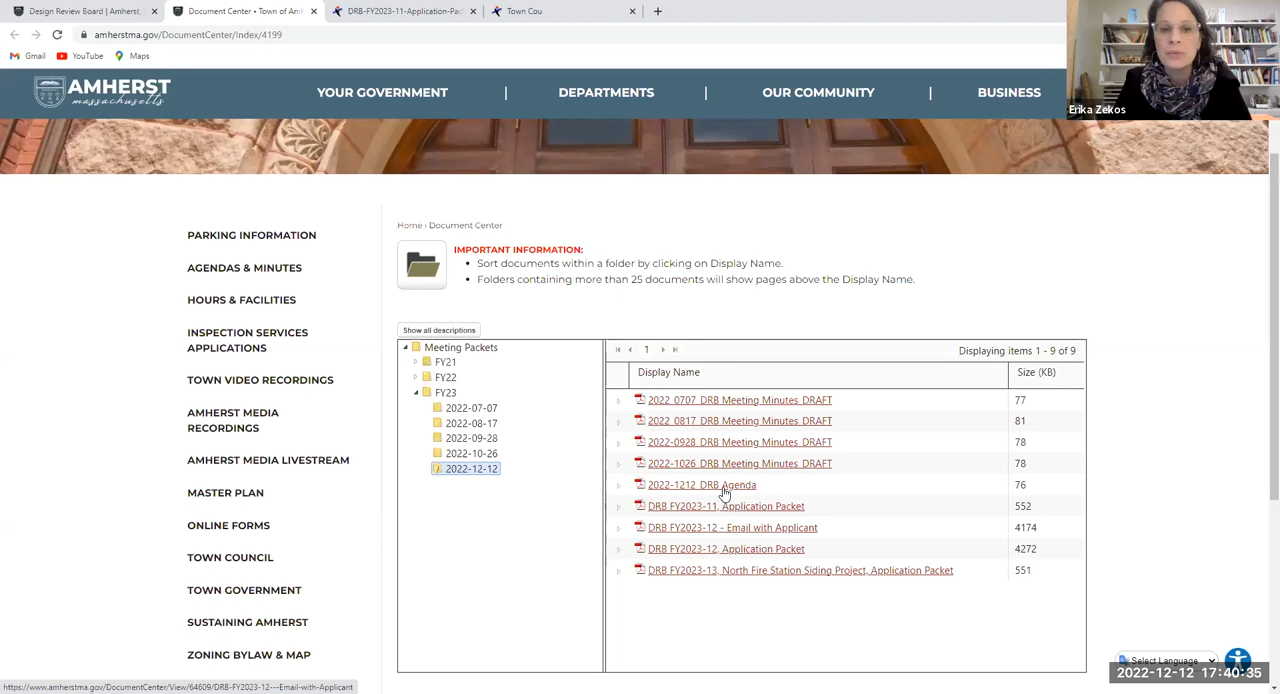 Design Review Board | Amherst,
Document Center • Town of Am
DRB-FY2023-11-Application-Pac
Town Cou
amherstma.gov/DocumentCenter/Index/4199
Gmail
YouTube
Maps
AMHERST
massachusetts
YOUR GOVERNMENT | DEPARTMENTS | OUR COMMUNITY | BUSINESS
Erika Zekos
PARKING INFORMATION
AGENDAS & MINUTES
HOURS & FACILITIES
INSPECTION SERVICES
APPLICATIONS
TOWN VIDEO RECORDINGS
AMHERST MEDIA
RECORDINGS
AMHERST MEDIA LIVESTREAM
MASTER PLAN
ONLINE FORMS
TOWN COUNCIL
TOWN GOVERNMENT
SUSTAINING AMHERST
ZONING BYLAW & MAP
Home › Document Center
IMPORTANT INFORMATION:
• Sort documents within a folder by clicking on Display Name.
• Folders containing more than 25 documents will show pages above the Display Name.
Show all descriptions
Meeting Packets
FY21
FY22
FY23
2022-07-07
2022-08-17
2022-09-28
2022-10-26
2022-12-12
1
Displaying items 1 - 9 of 9
Display Name Size (KB)
2022_0707_DRB Meeting Minutes_DRAFT 77
2022_0817_DRB Meeting Minutes_DRAFT 81
2022-0928_DRB Meeting Minutes_DRAFT 78
2022-1026_DRB Meeting Minutes_DRAFT 78
2022-1212_DRB Agenda 76
DRB FY2023-11, Application Packet 552
DRB FY2023-12 - Email with Applicant 4174
DRB FY2023-12, Application Packet 4272
DRB FY2023-13, North Fire Station Siding Project, Application Packet 551
Select Language
2022-12-12 17:40:35
https://www.amherstma.gov/DocumentCenter/View/64609/DRB-FY2023-12---Email-with-Applicant